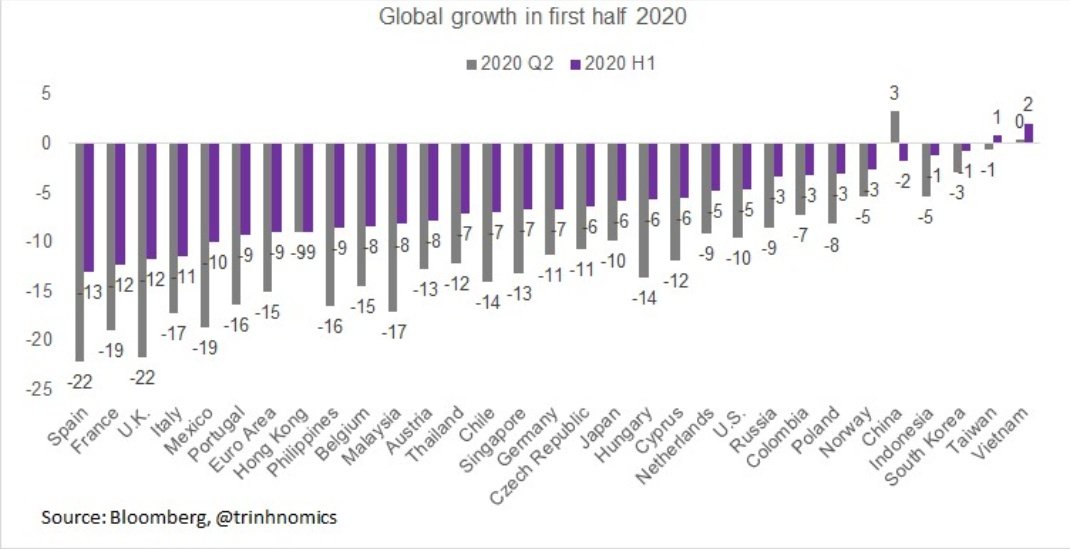 Global growth in first half 2020
2020 Q2 2020 H1
5
0
-5
-10
-15
-20
-25
-22 -19 -22 -17 -19 -16 -15 -9 -16 -15 -17 -13 -12 -14 -13 -11 -11 -10 -14 -12 -9 -10 -9 -7 -8 -5 3 -5 -3 -1 0
-13 -12 -12 -11 -10 -9 -9 -9 -9 -8 -8 -8 -7 -7 -7 -7 -6 -6 -6 -6 -5 -5 -3 -3 -3 -3 -2 -1 -1 1 2
Spain
France
U.K.
Italy
Mexico
Portugal
Euro Area
Hong Kong
Philippines
Belgium
Malaysia
Austria
Thailand
Chile
Singapore
Germany
Czech Republic
Japan
Hungary
Cyprus
Netherlands
U.S.
Russia
Colombia
Poland
Norway
China
Indonesia
South Korea
Taiwan
Vietnam
Source: Bloomberg, @trinhnomics